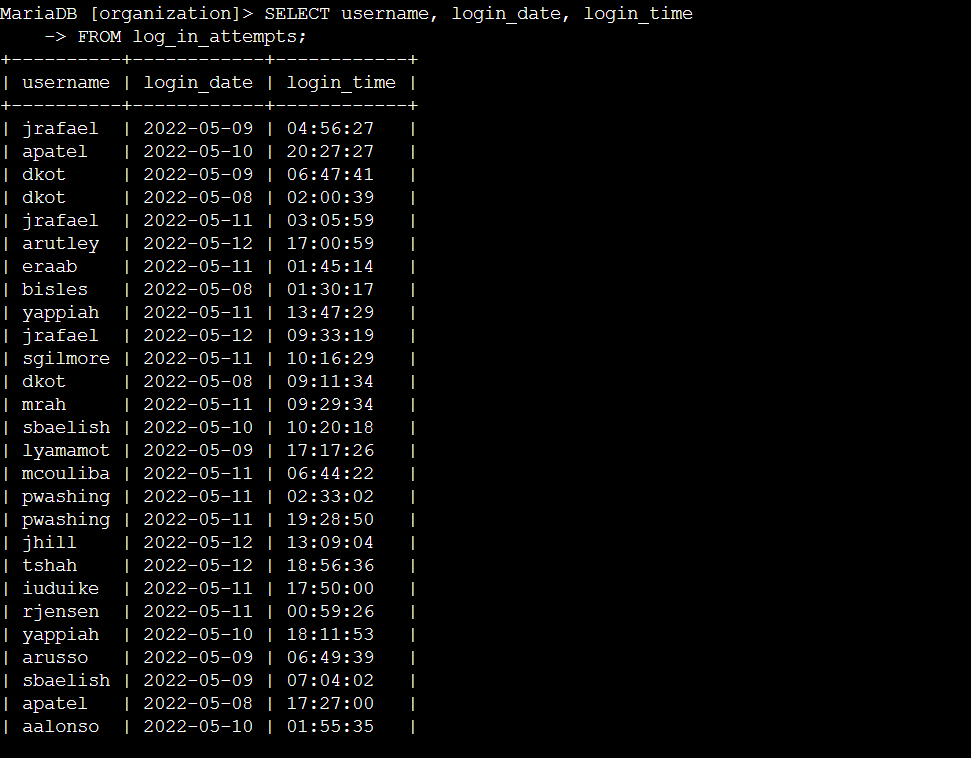 MariaDB [organization]> SELECT username, login_date, login_time
    -> FROM log_in_attempts;
+----------+------------+------------+
| username | login_date | login_time |
+----------+------------+------------+
| jrafael  | 2022-05-09 | 04:56:27   |
| apatel   | 2022-05-10 | 20:27:27   |
| dkot     | 2022-05-09 | 06:47:41   |
| dkot     | 2022-05-08 | 02:00:39   |
| jrafael  | 2022-05-11 | 03:05:59   |
| arutley  | 2022-05-12 | 17:00:59   |
| eraab    | 2022-05-11 | 01:45:14   |
| bisles   | 2022-05-08 | 01:30:17   |
| yappiah  | 2022-05-11 | 13:47:29   |
| jrafael  | 2022-05-12 | 09:33:19   |
| sgilmore | 2022-05-11 | 10:16:29   |
| dkot     | 2022-05-08 | 09:11:34   |
| mrah     | 2022-05-11 | 09:29:34   |
| sbaelish | 2022-05-10 | 10:20:18   |
| lyamamot | 2022-05-09 | 17:17:26   |
| mcouliba | 2022-05-11 | 06:44:22   |
| pwashing | 2022-05-11 | 02:33:02   |
| pwashing | 2022-05-11 | 19:28:50   |
| jhill    | 2022-05-12 | 13:09:04   |
| tshah    | 2022-05-12 | 18:56:36   |
| iuduike  | 2022-05-11 | 17:50:00   |
| rjensen  | 2022-05-11 | 00:59:26   |
| yappiah  | 2022-05-10 | 18:11:53   |
| arusso   | 2022-05-09 | 06:49:39   |
| sbaelish | 2022-05-09 | 07:04:02   |
| apatel   | 2022-05-08 | 17:27:00   |
| aalonso  | 2022-05-10 | 01:55:35   |